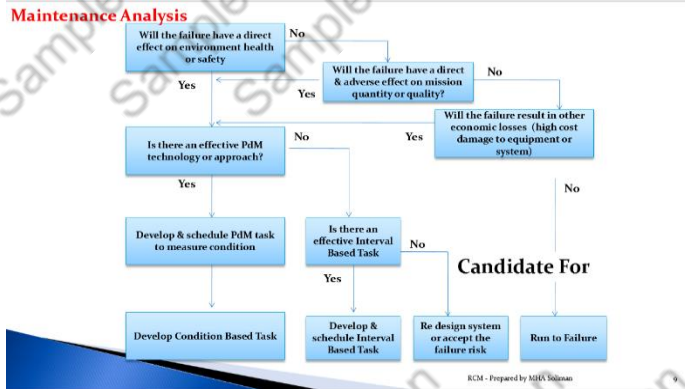 Maintenance Analysis
Will the failure have a direct
effect on environment health
or safety
No
Will the failure have a direct
& adverse effect on mission
quantity or quality?
No
Yes
Yes
Will the failure result in other
economic losses (high cost
damage to equipment or
system)
Is there an effective PdM
technology or approach?
No
Yes
Yes
No
Develop & schedule PdM task
to measure condition
Is there an
effective Interval
Based Task
No
Candidate For
Yes
Develop Condition Based Task
Develop &
schedule Interval
Based Task
Re design system
or accept the
failure risk
Run to Failure
RCM - Prepared by MHA Soliman
9
Sample
Sample
Sample